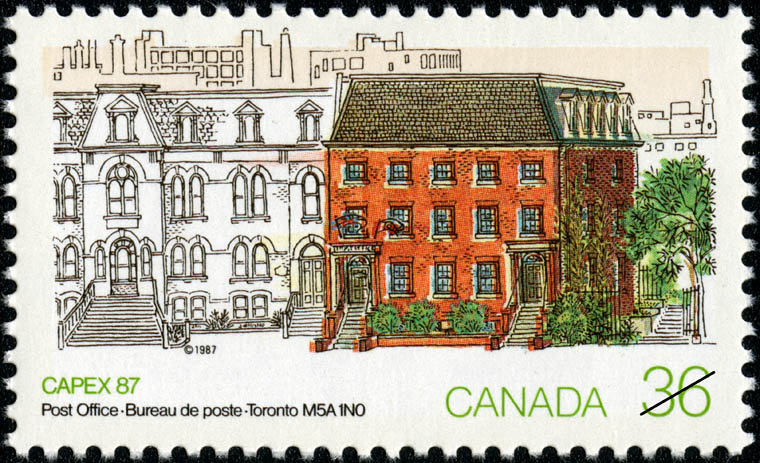 ©1987
CAPEX 87
Post Office·Bureau de poste·Toronto M5A 1N0
CANADA 36